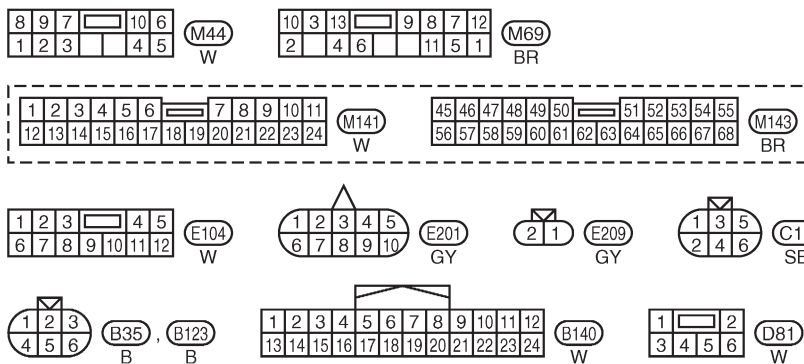 8 9 7 10 6 10 3 13 9 8 7 12
M44 M69
1 2 3 4 5 2 4 6 11 5 1
W BR
1 2 3 4 5 6 7 8 9 10 11 45 46 47 48 49 50 51 52 53 54 55
M141 M143
12 13 14 15 16 17 18 19 20 21 22 23 24 56 57 58 59 60 61 62 63 64 65 66 67 68
W BR
1 2 3 4 5 1 2 3 4 5 1 3 5
E104 E201 2 1 E209
6 7 8 9 10 11 12 6 7 8 9 10 2 4 6
W GY GY
1 2 3 1 2 3 4 5 6 7 8 9 10 11 12 1 2
B35 , B123 B140 D81
4 5 6 13 14 15 16 17 18 19 20 21 22 23 24 3 4 5 6
B B W W